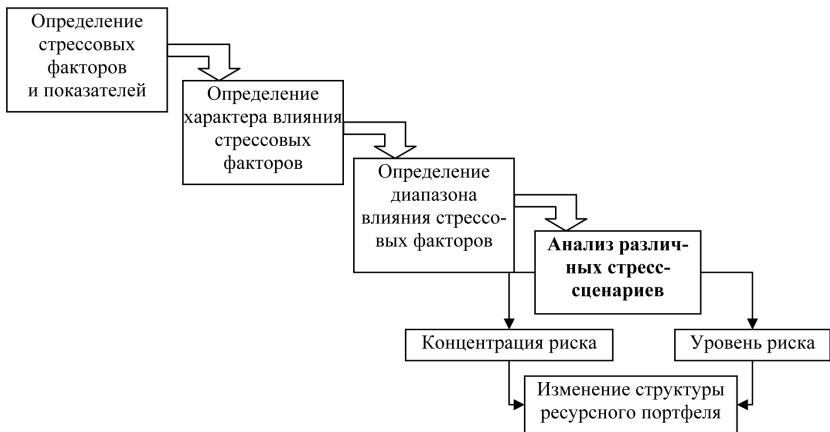 Определение
стрессовых
факторов
и показателей
Определение
характера влияния
стрессовых
факторов
Определение
диапазона
влияния стрессо-
вых факторов
Анализ различ-
ных стресс-
сценариев
Концентрация риска
Уровень риска
Изменение структуры
ресурсного портфеля